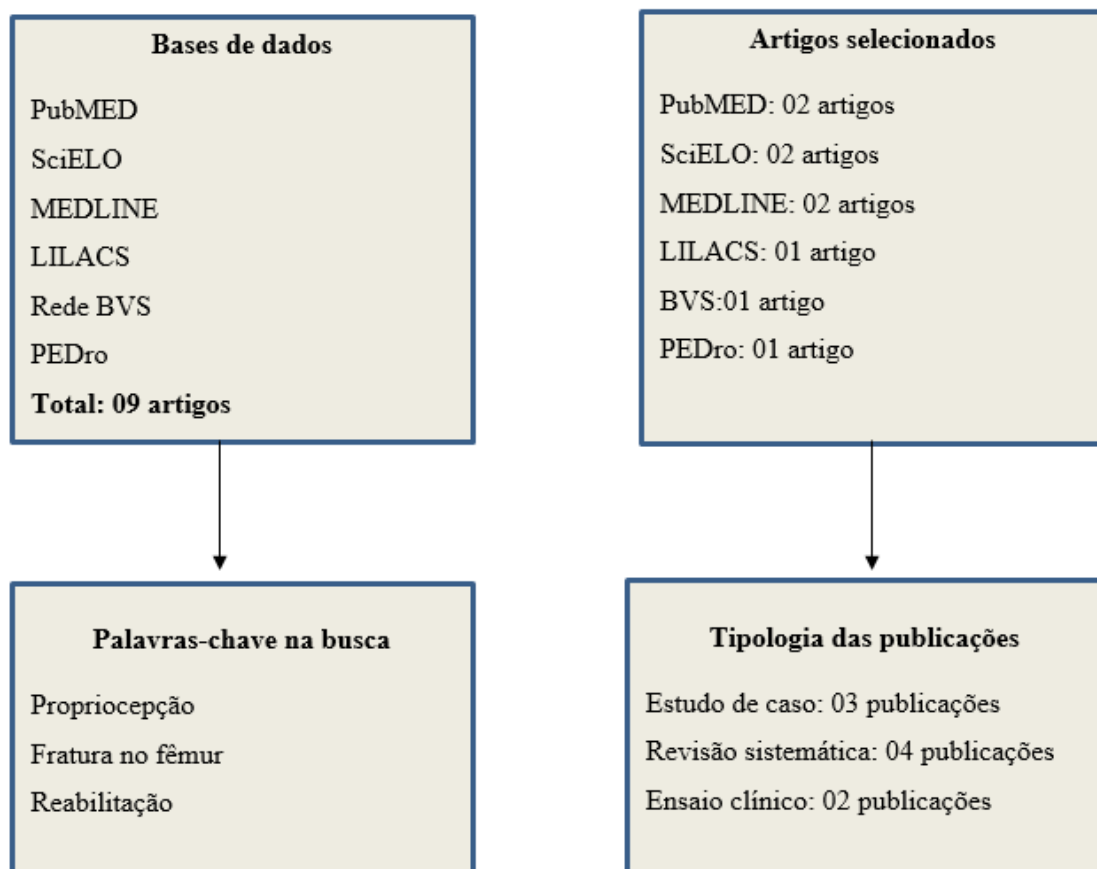 Bases de dados
PubMED
SciELO
MEDLINE
LILACS
Rede BVS
PEDro
Total: 09 artigos
Artigos selecionados
PubMED: 02 artigos
SciELO: 02 artigos
MEDLINE: 02 artigos
LILACS: 01 artigo
BVS:01 artigo
PEDro: 01 artigo
Palavras-chave na busca
Propriocepção
Fratura no fêmur
Reabilitação
Tipologia das publicações
Estudo de caso: 03 publicações
Revisão sistemática: 04 publicações
Ensaio clínico: 02 publicações